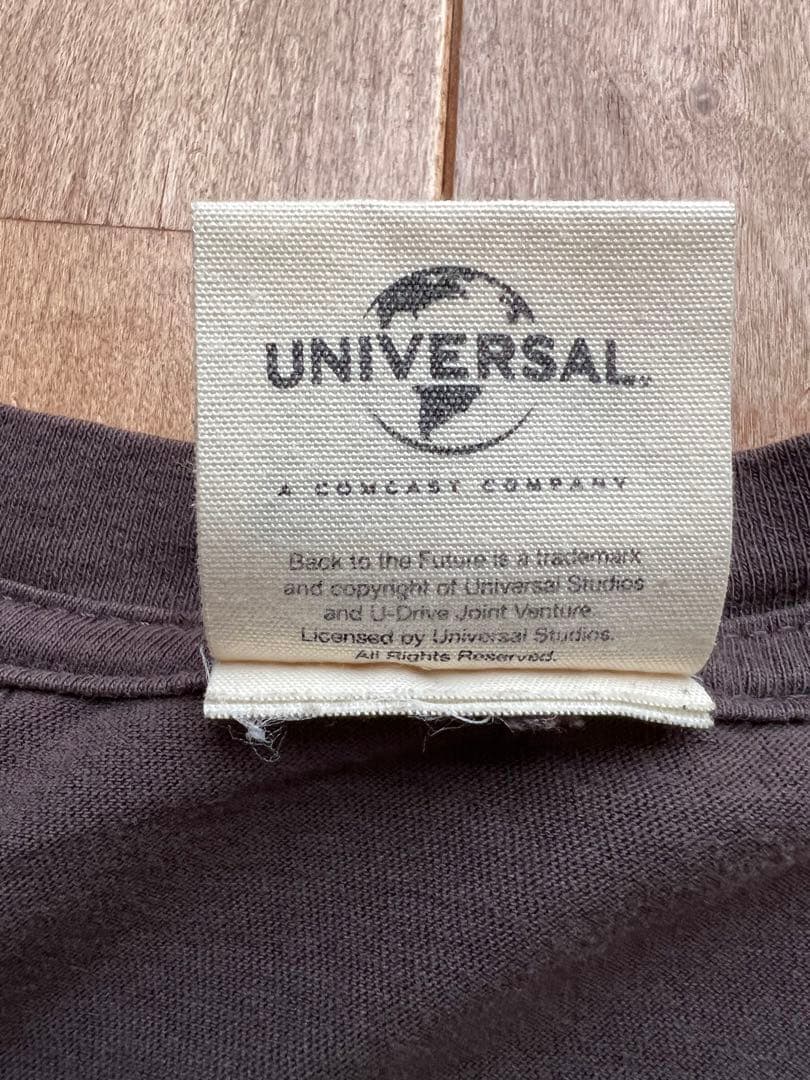 UNIVERSAL
A COMCAST COMPANY
Back to the Future is a trademark
and copyright of Universal Studios
and U-Drive Joint Venture.
Licensed by Universal Studios.
All Rights Reserved.